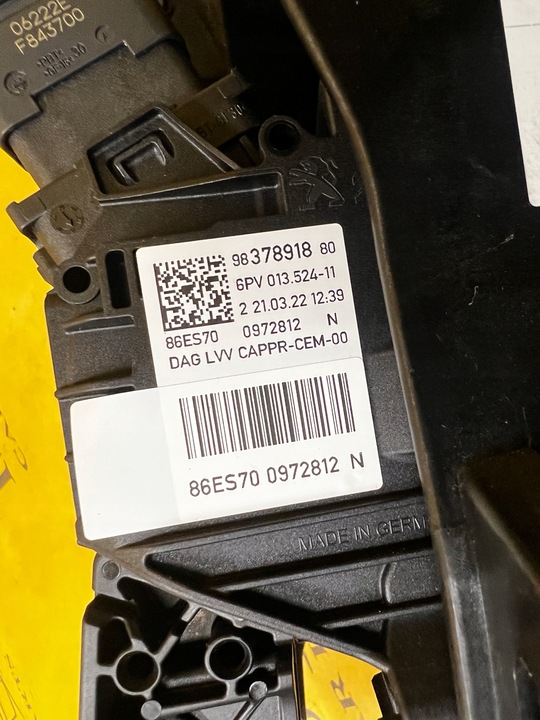 06222E
F843700
98 378918 80
6PV 013.524-11
2 21.03.22 12:39
86ES70 0972812 N
DAG LVV CAPPR-CEM-00
86ES70 0972812 N
MADE IN GERM